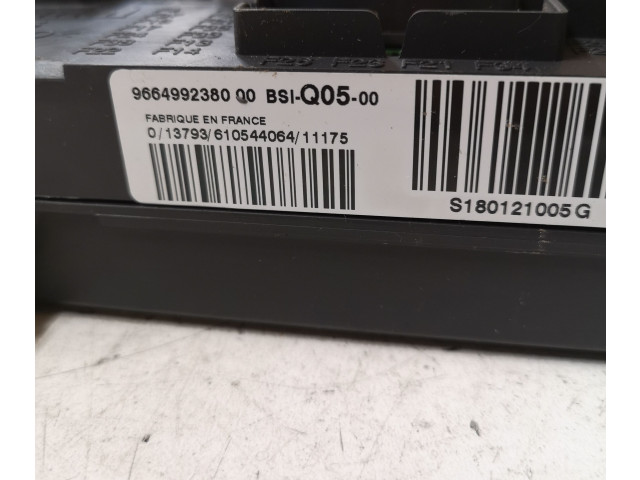 9664992380 00 BSI-Q05-00
FABRIQUE EN FRANCE
0/13793/610544064/11175
S180121005G